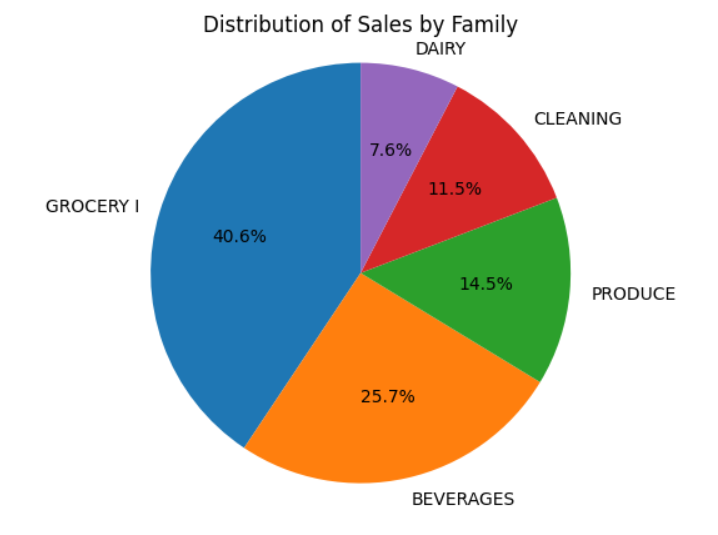 Distribution of Sales by Family
DAIRY
CLEANING
7.6%
11.5%
GROCERY I
40.6%
14.5%
PRODUCE
25.7%
BEVERAGES